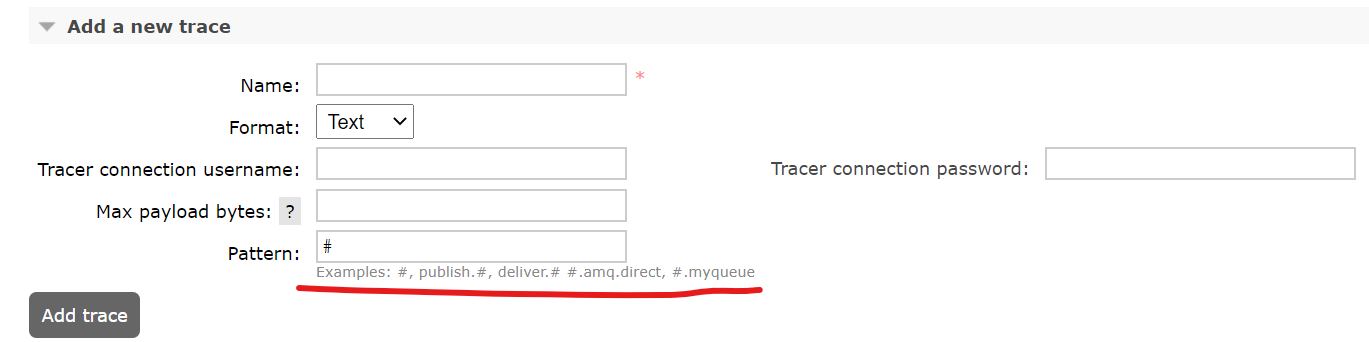 Add a new trace
Name: *
Format: Text
Tracer connection username: Tracer connection password:
Max payload bytes: ?
Pattern: #
Examples: #, publish.#, deliver.# #.amq.direct, #.myqueue
Add trace